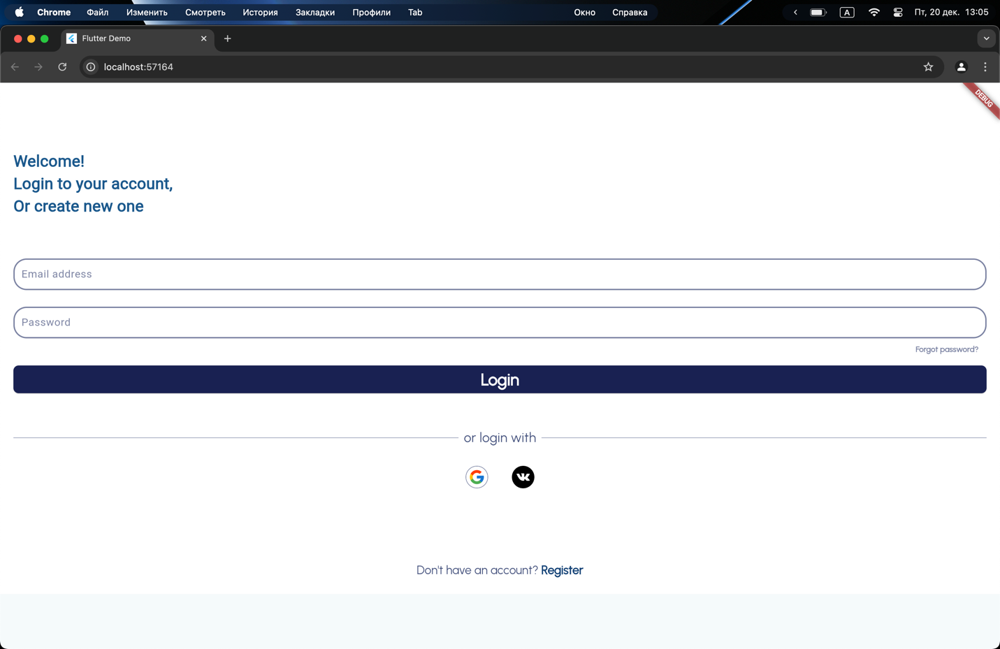 Chrome Файл Изменить Смотреть История Закладки Профили Tab Окно Справка A Пт, 20 дек. 13:05
Flutter Demo
localhost:57164
DEBUG
Welcome!
Login to your account,
Or create new one
Email address
Password
Forgot password?
Login
or login with
Don't have an account? Register